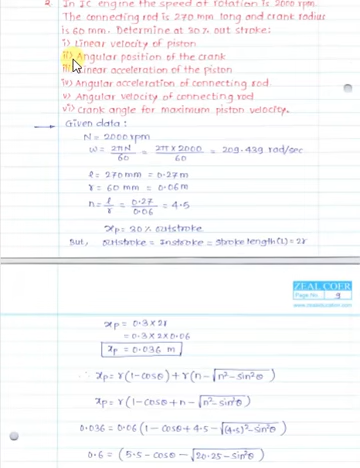 2. In IC engine the speed at rotation is 2000 rpm.
The connecting rod is 270 mm long and crank radius
is 60 mm. Determine at 30% out stroke:
i) Linear velocity of piston
ii) Angular position of the crank
iii) Linear acceleration of the piston
iv) Angular acceleration of connecting rod
v) Angular velocity of connecting rod
vi) Crank angle for maximum piston velocity.
→ Given data:
N = 2000 rpm
ω = 2πN/60 = 2π×2000/60 = 209.439 rad/sec
l = 270 mm = 0.27 m
r = 60 mm = 0.06 m
n = l/r = 0.27/0.06 = 4.5
xp = 30% outstroke
But, outstroke = Instroke = stroke length (L) = 2r
ZEAL COER
Page No. 9
xp = 0.3 × 2r
= 0.3 × 2 × 0.06
xp = 0.036 m
∴ xp = r(1-cosθ) + r(n-√n²-sin²θ)
xp = r(1-cosθ+n-√n²-sin²θ)
0.036 = 0.06 (1-cosθ+4.5-√(4.5)²-sin²θ)
0.6 = (5.5-cosθ-√20.25-sin²θ)